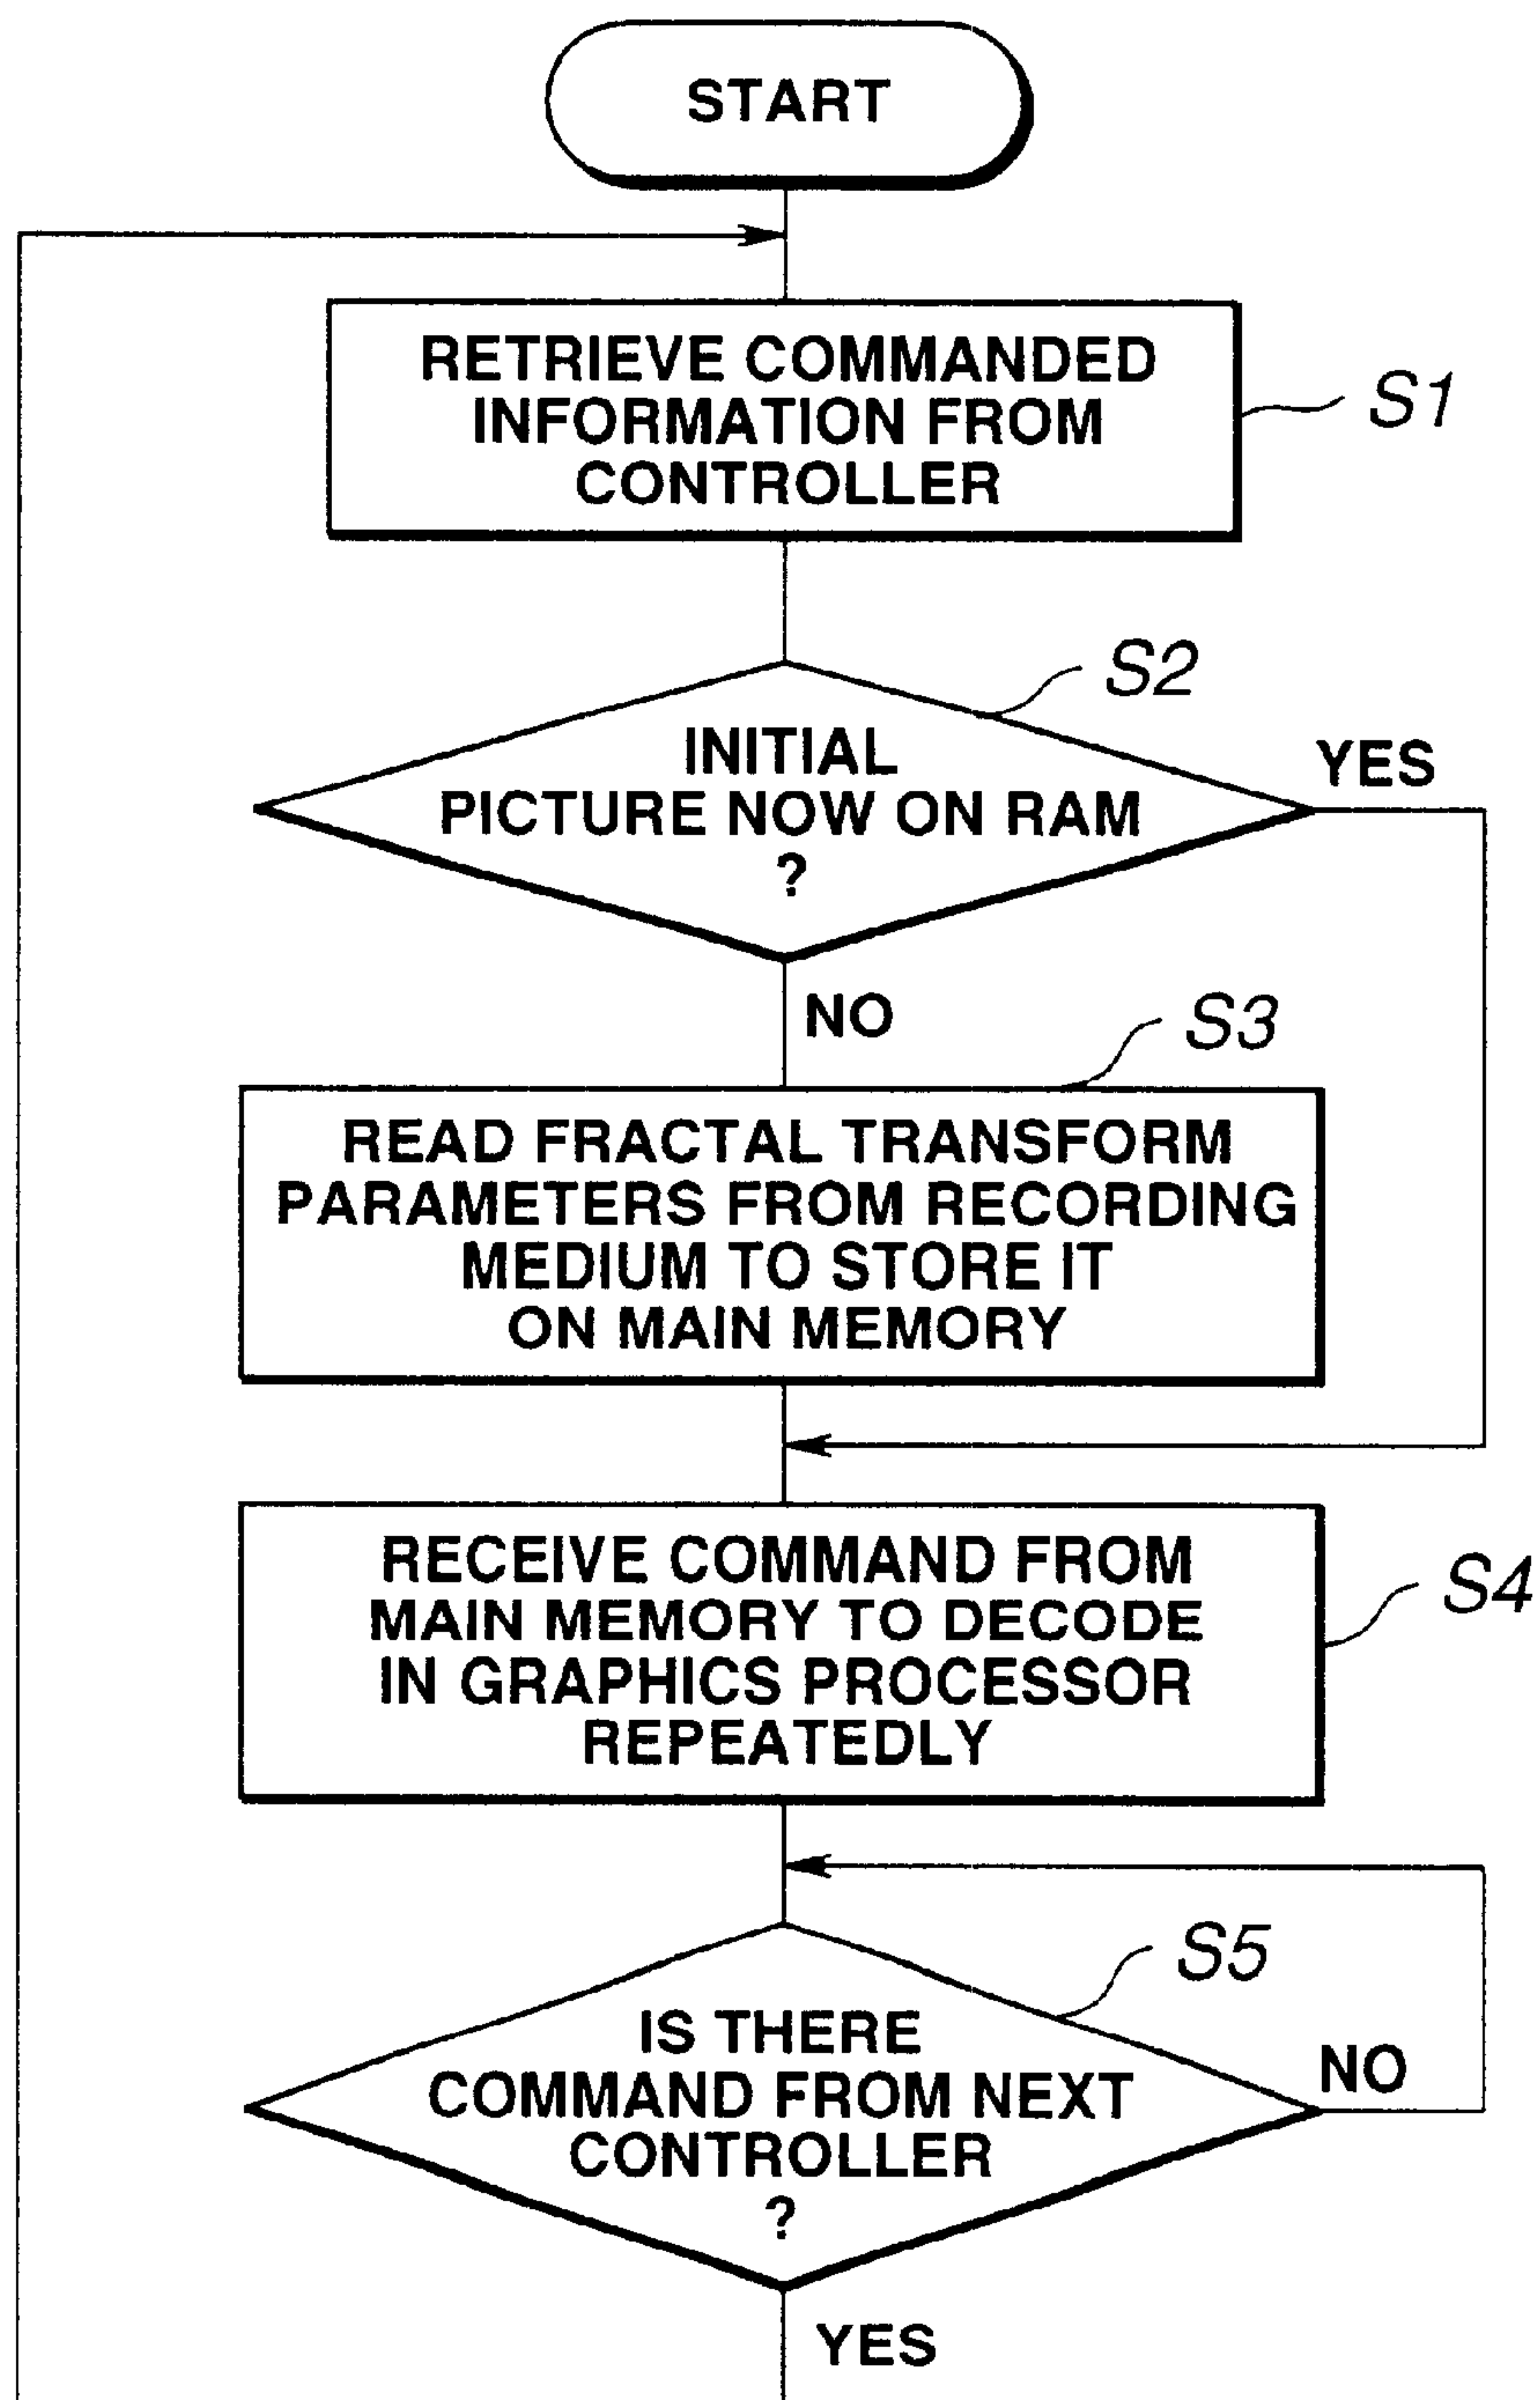 START
RETRIEVE COMMANDED
INFORMATION FROM
CONTROLLER
S1
S2
INITIAL
PICTURE NOW ON RAM
?
YES
NO
S3
READ FRACTAL TRANSFORM
PARAMETERS FROM RECORDING
MEDIUM TO STORE IT
ON MAIN MEMORY
RECEIVE COMMAND FROM
MAIN MEMORY TO DECODE
IN GRAPHICS PROCESSOR
REPEATEDLY
S4
S5
IS THERE
COMMAND FROM NEXT
CONTROLLER
?
NO
YES